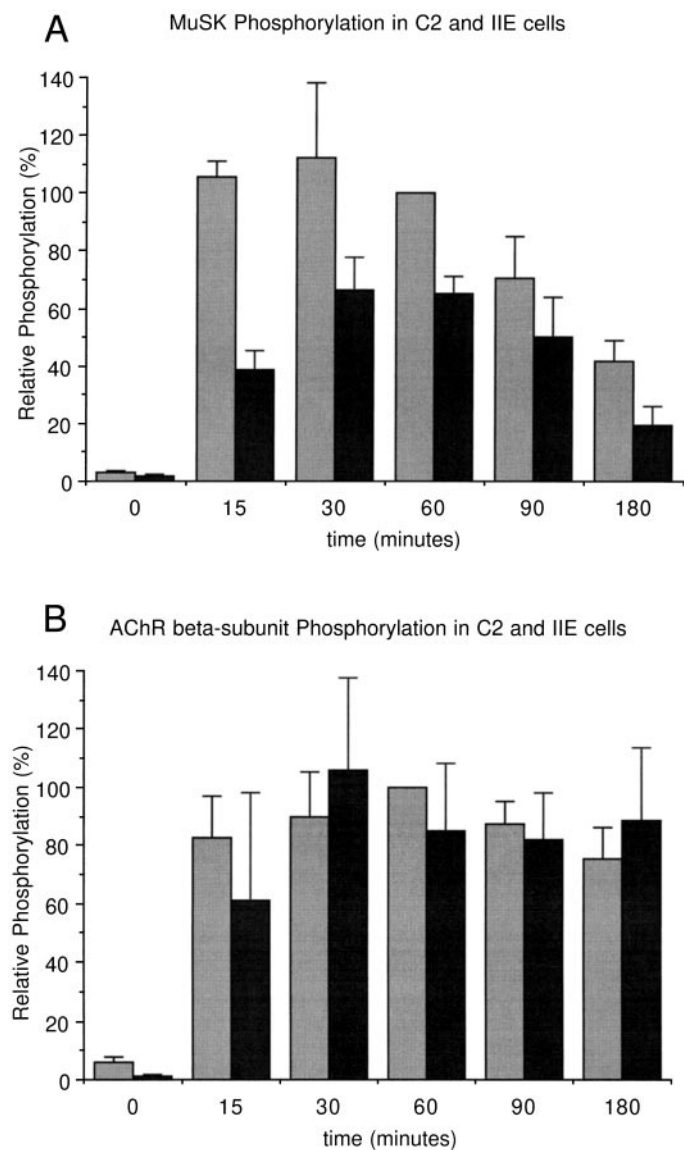 A
MuSK Phosphorylation in C2 and IIE cells
140
120
100
80
60
40
20
0
Relative Phosphorylation (%)
0 15 30 60 90 180
time (minutes)
B
AChR beta-subunit Phosphorylation in C2 and IIE cells
140
120
100
80
60
40
20
0
Relative Phosphorylation (%)
0 15 30 60 90 180
time (minutes)